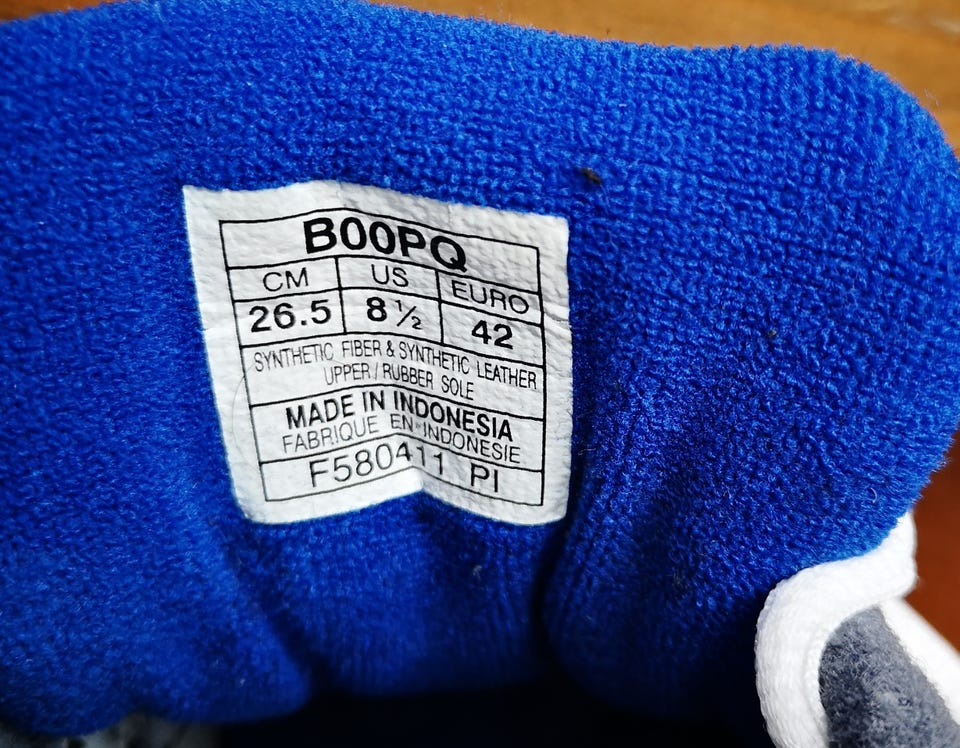 B00PQ
CM US EURO
26.5 8 ½ 42
SYNTHETIC FIBER & SYNTHETIC LEATHER
UPPER / RUBBER SOLE
MADE IN INDONESIA
FABRIQUE EN INDONESIE
F580411 PI